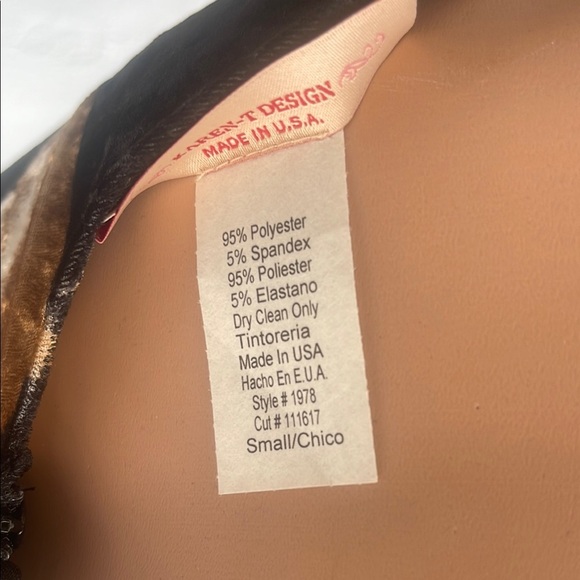 KAREN-T DESIGN
MADE IN U.S.A.
95% Polyester
5% Spandex
95% Poliester
5% Elastano
Dry Clean Only
Tintoreria
Made In USA
Hacho En E.U.A.
Style # 1978
Cut # 111617
Small/Chico